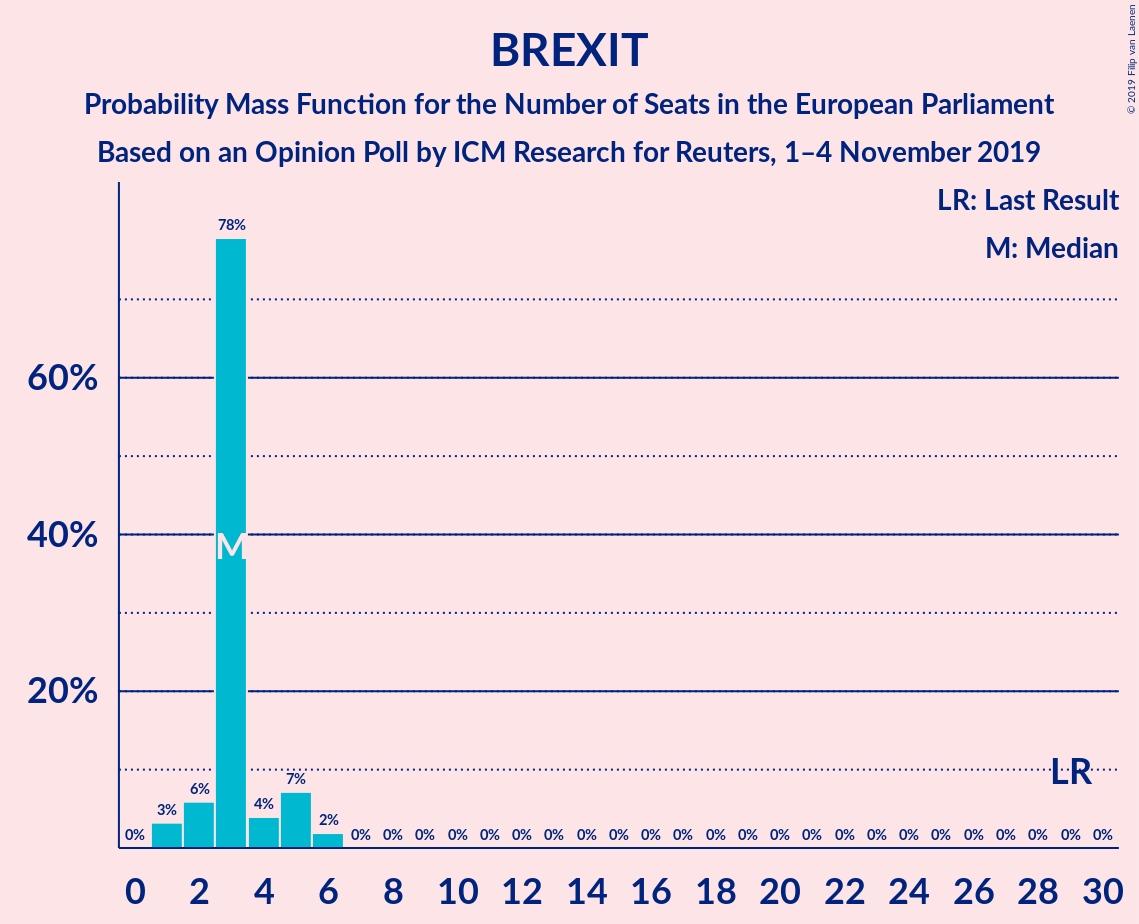 BREXIT
Probability Mass Function for the Number of Seats in the European Parliament
Based on an Opinion Poll by ICM Research for Reuters, 1–4 November 2019
© 2019 Filip van Laenen
LR: Last Result
M: Median
60%
40%
20%
78%
M
LR
0% 3% 6% 4% 7% 2% 0% 0% 0% 0% 0% 0% 0% 0% 0% 0% 0% 0% 0% 0% 0% 0% 0% 0% 0% 0% 0% 0% 0% 0%
0 2 4 6 8 10 12 14 16 18 20 22 24 26 28 30